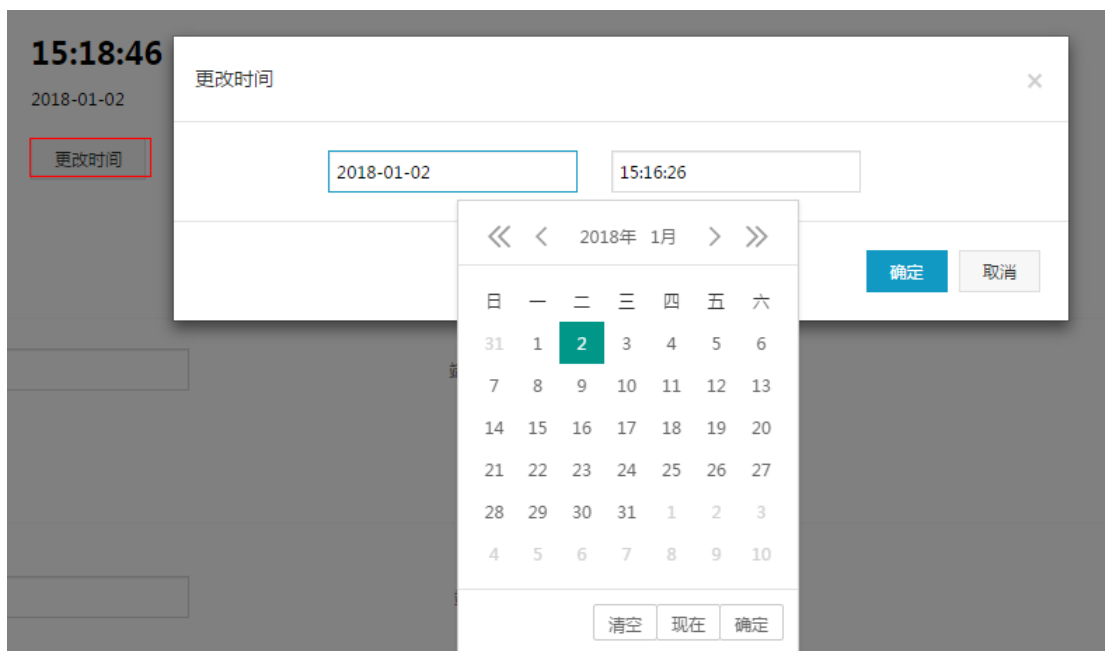 15:18:46
2018-01-02
更改时间
更改时间
2018-01-02 15:16:26
2018年 1月
日 一 二 三 四 五 六
31 1 2 3 4 5 6
7 8 9 10 11 12 13
14 15 16 17 18 19 20
21 22 23 24 25 26 27
28 29 30 31 1 2 3
4 5 6 7 8 9 10
清空 现在 确定
确定 取消